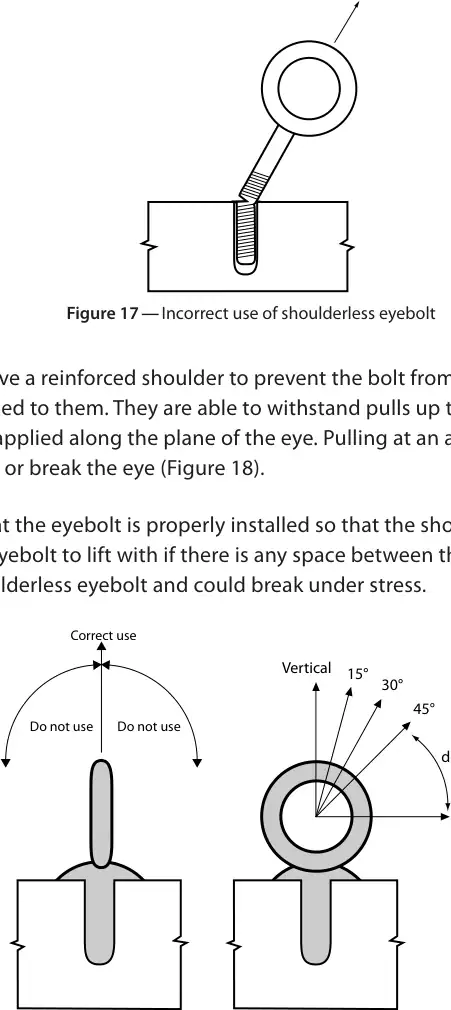 Figure 17 — Incorrect use of shoulderless eyebolt
ve a reinforced shoulder to prevent the bolt from
ed to them. They are able to withstand pulls up t
applied along the plane of the eye. Pulling at an a
or break the eye (Figure 18).
at the eyebolt is properly installed so that the sho
yebolt to lift with if there is any space between th
ulderless eyebolt and could break under stress.
Correct use
Do not use Do not use
Vertical
15°
30°
45°
d